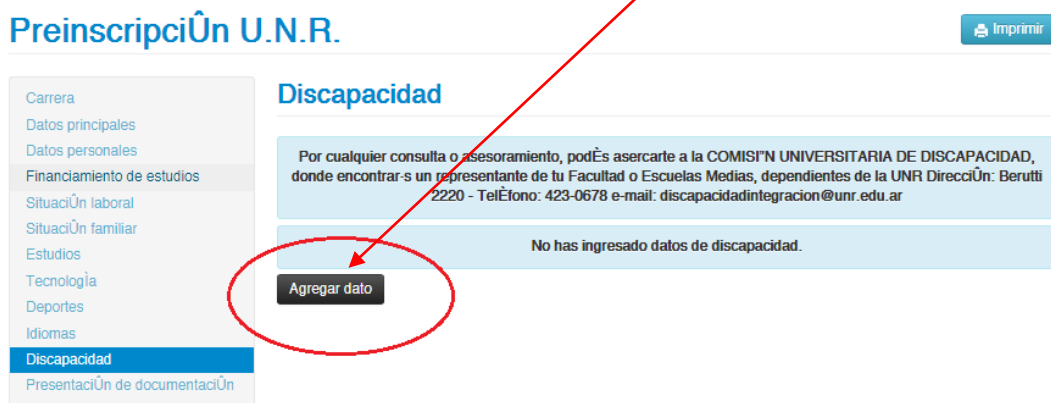 PreinscripciÛn U.N.R.
Imprimir
Carrera
Datos principales
Datos personales
Financiamiento de estudios
SituaciÛn laboral
SituaciÛn familiar
Estudios
TecnologÌa
Deportes
Idiomas
Discapacidad
PresentaciÛn de documentaciÛn
Discapacidad
Por cualquier consulta o asesoramiento, podÈs asercarte a la COMISI"N UNIVERSITARIA DE DISCAPACIDAD,
donde encontrar·s un representante de tu Facultad o Escuelas Medias, dependientes de la UNR DirecciÛn: Berutti
2220 - TelÈfono: 423-0678 e-mail: discapacidadintegracion@unr.edu.ar
No has ingresado datos de discapacidad.
Agregar dato